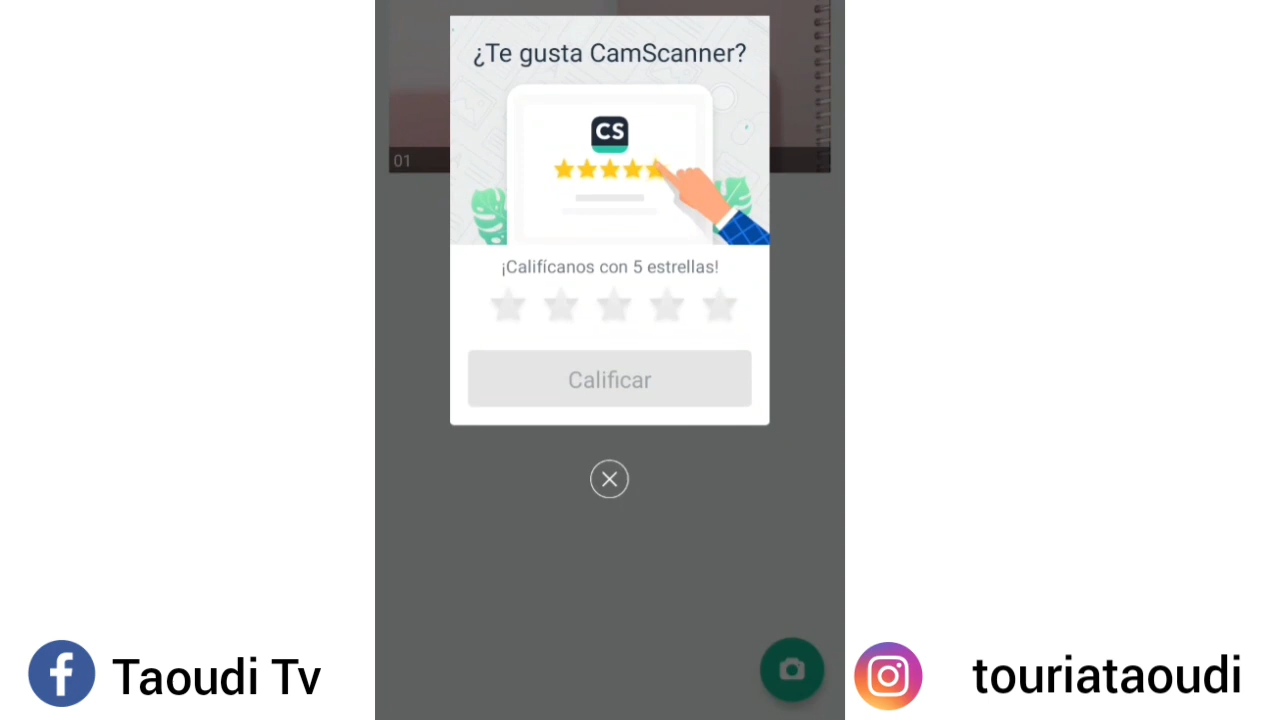 ¿Te gusta CamScanner?
CS
01
¡Califícanos con 5 estrellas!
Calificar
Taoudi Tv
touriataoudi